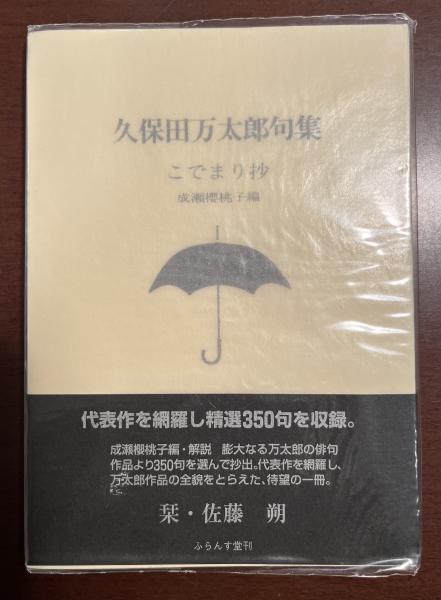 久保田万太郎句集
こでまり抄
成瀬櫻桃子編
代表作を網羅し精選350句を収録。
成瀬櫻桃子編・解説　膨大なる万太郎の俳句
作品より350句を選んで抄出。代表作を網羅し、
万太郎作品の全貌をとらえた、待望の一冊。
栞・佐藤　朔
ふらんす堂刊